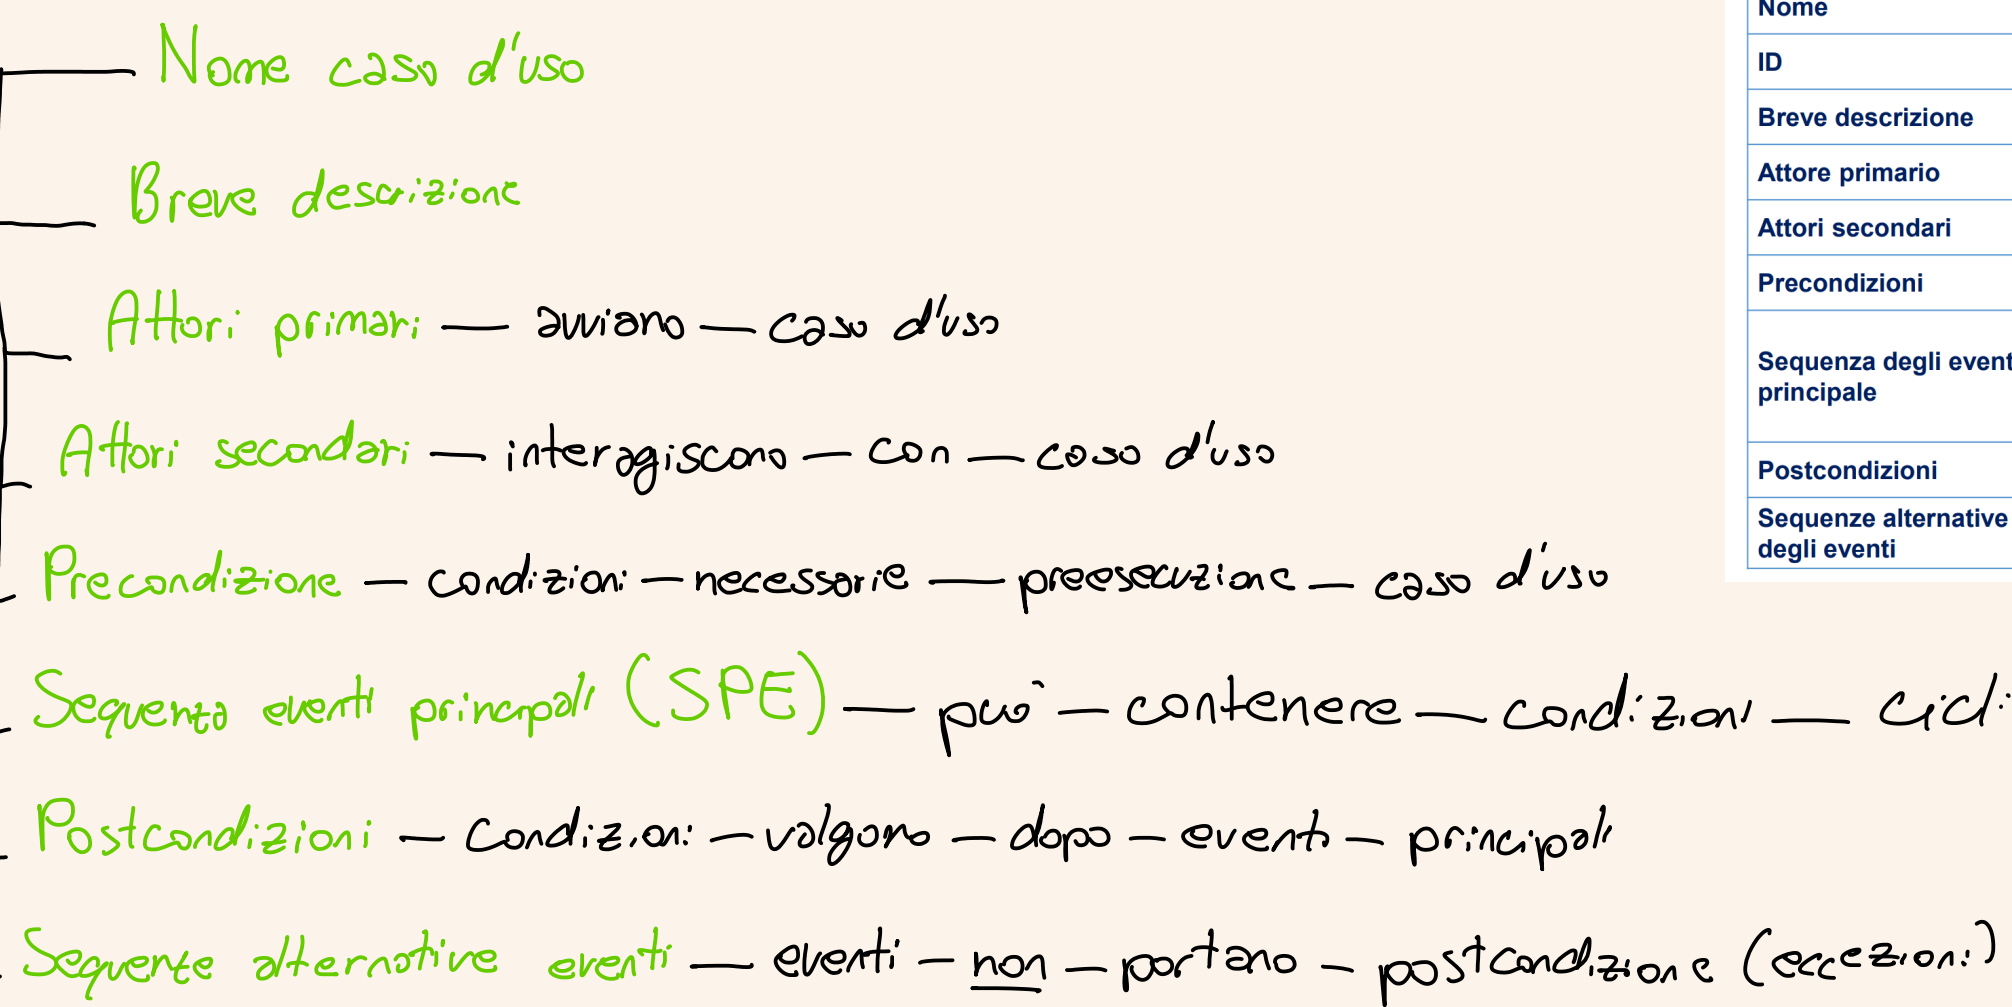 Nome caso d'uso
Breve descrizione
Attori primari — avviano — caso d'uso
Attori secondari — interagiscono — con — caso d'uso
Precondizione — condizioni — necessarie — preesecuzione — caso d'uso
Sequenza eventi principali (SPE) — può — contenere — condizioni — cicli
Postcondizioni — condizioni — valgono — dopo — eventi — principali
Sequenze alternative eventi — eventi — non — portano — postcondizione (eccezioni)
Nome
ID
Breve descrizione
Attore primario
Attori secondari
Precondizioni
Sequenza degli event
principale
Postcondizioni
Sequenze alternative
degli eventi